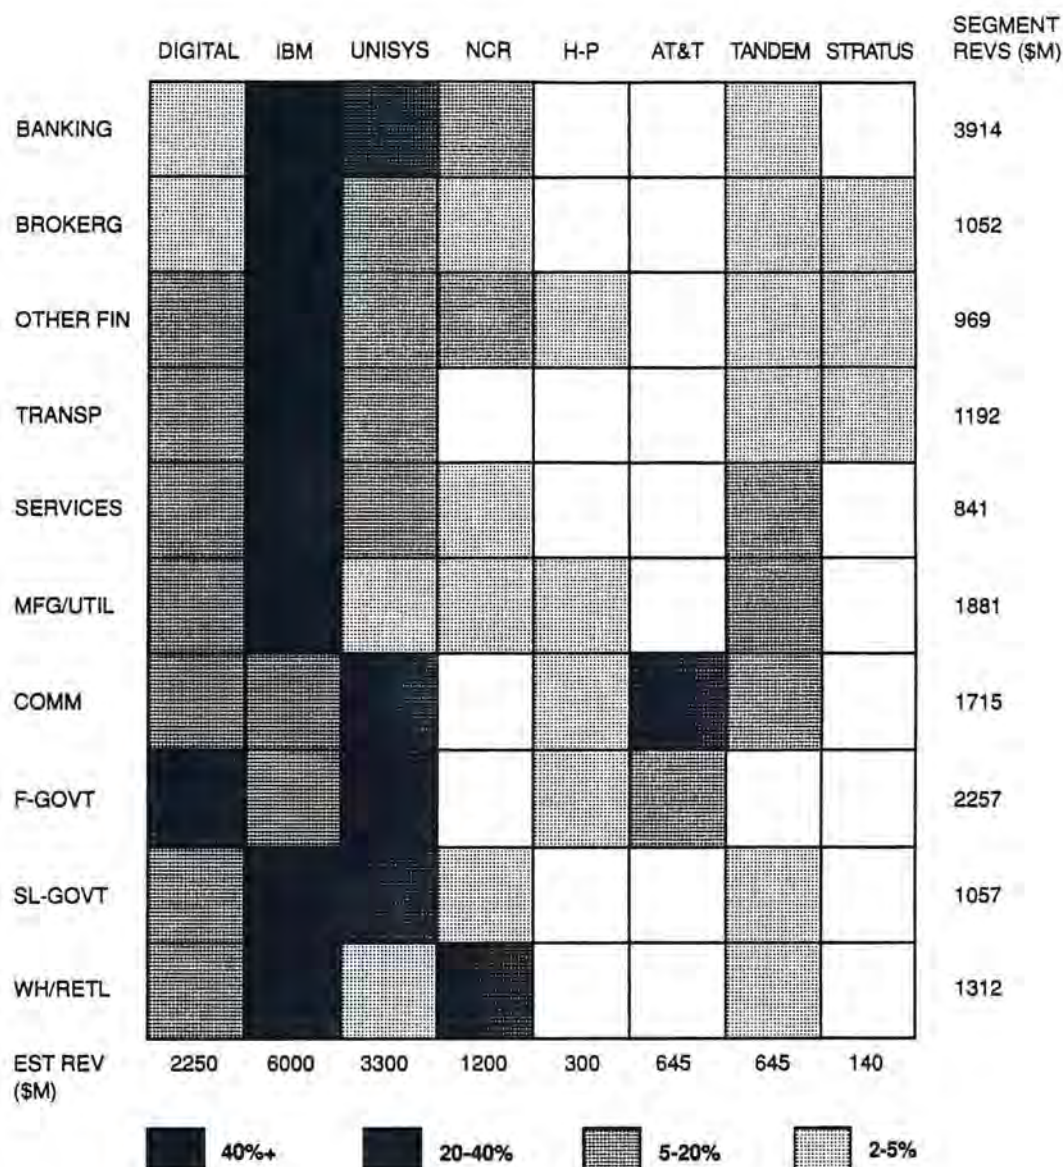 SEGMENT
DIGITAL IBM UNISYS NCR H-P AT&T TANDEM STRATUS REVS ($M)
BANKING 3914
BROKERG 1052
OTHER FIN 969
TRANSP 1192
SERVICES 841
MFG/UTIL 1881
COMM 1715
F-GOVT 2257
SL-GOVT 1057
WH/RETL 1312
EST REV 2250 6000 3300 1200 300 645 645 140
($M)
40%+ 20-40% 5-20% 2-5%